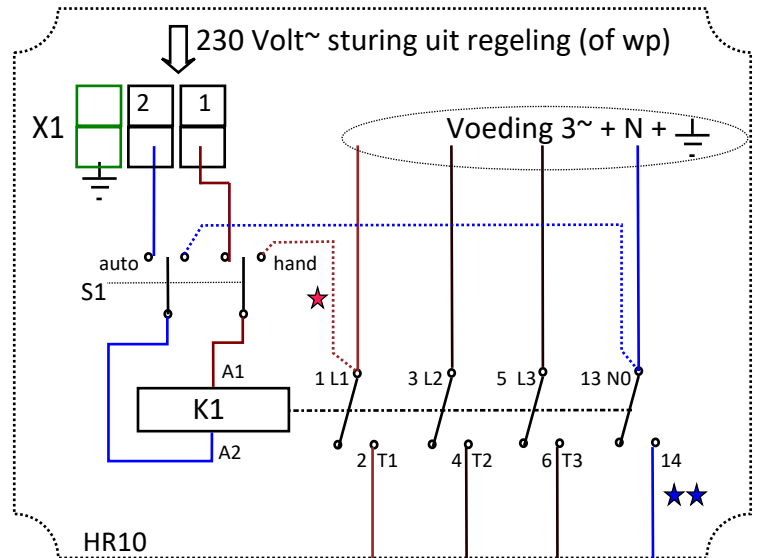 230 Volt~ sturing uit regeling (of wp)
2 1
X1
Voeding 3~ + N +
auto
hand
S1
A1
K1
A2
1 L1
3 L2
5 L3
13 N0
2 T1
4 T2
6 T3
14
HR10